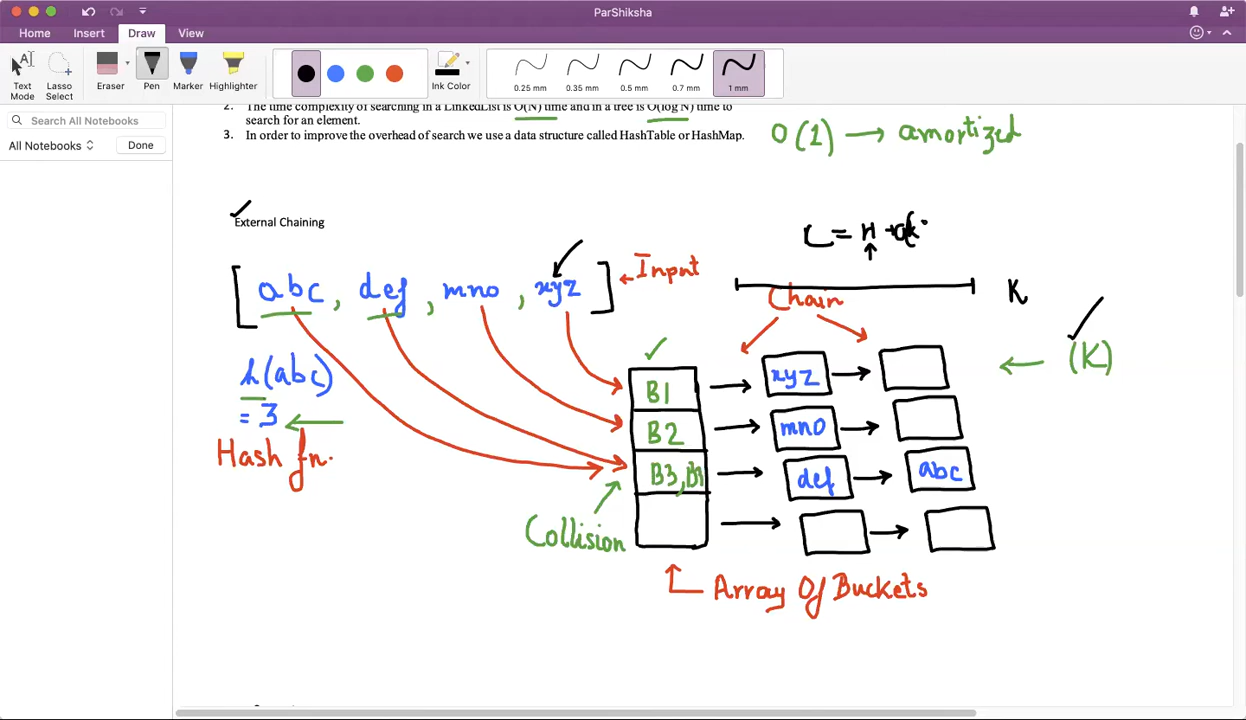 ParShiksha
Home Insert Draw View
Text Mode
Lasso Select
Eraser
Pen
Marker
Highlighter
Ink Color
0.25 mm
0.35 mm
0.5 mm
0.7 mm
1 mm
Search All Notebooks
All Notebooks
Done
2. The time complexity of searching in a LinkedList is O(N) time and in a tree is O(log N) time to
search for an element.
3. In order to improve the overhead of search we use a data structure called HashTable or HashMap.
O(1) → amortized
External Chaining
L = H
[abc, def, mno, xyz] ← Input
Chain
K
(K)
h(abc)
= 3
Hash fn.
B1 → xyz →
B2 → mno →
B3, B3 → def → abc
Collision
Array Of Buckets